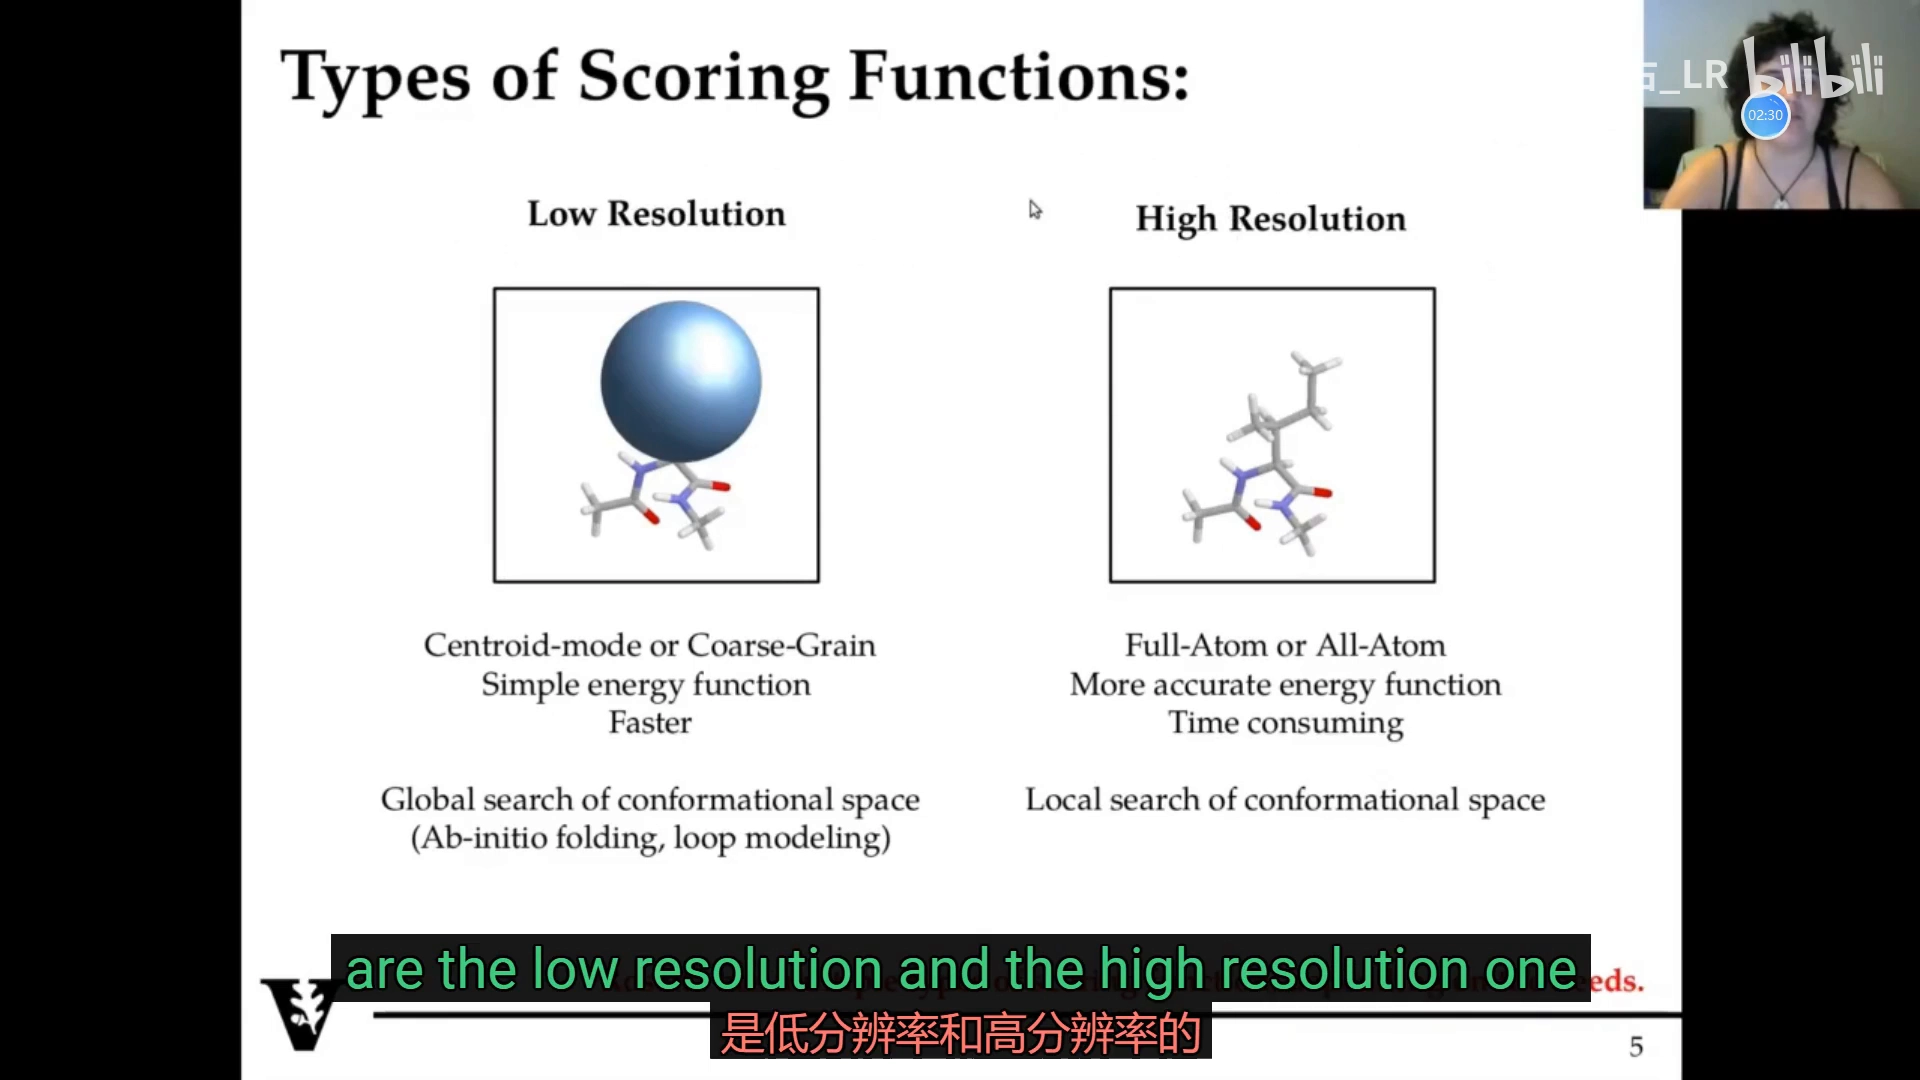 Types of Scoring Functions:
_LR
bilibili
02:30
Low Resolution
High Resolution
Centroid-mode or Coarse-Grain
Simple energy function
Faster
Global search of conformational space
(Ab-initio folding, loop modeling)
Full-Atom or All-Atom
More accurate energy function
Time consuming
Local search of conformational space
are the low resolution and the high resolution one
是低分辨率和高分辨率的
5